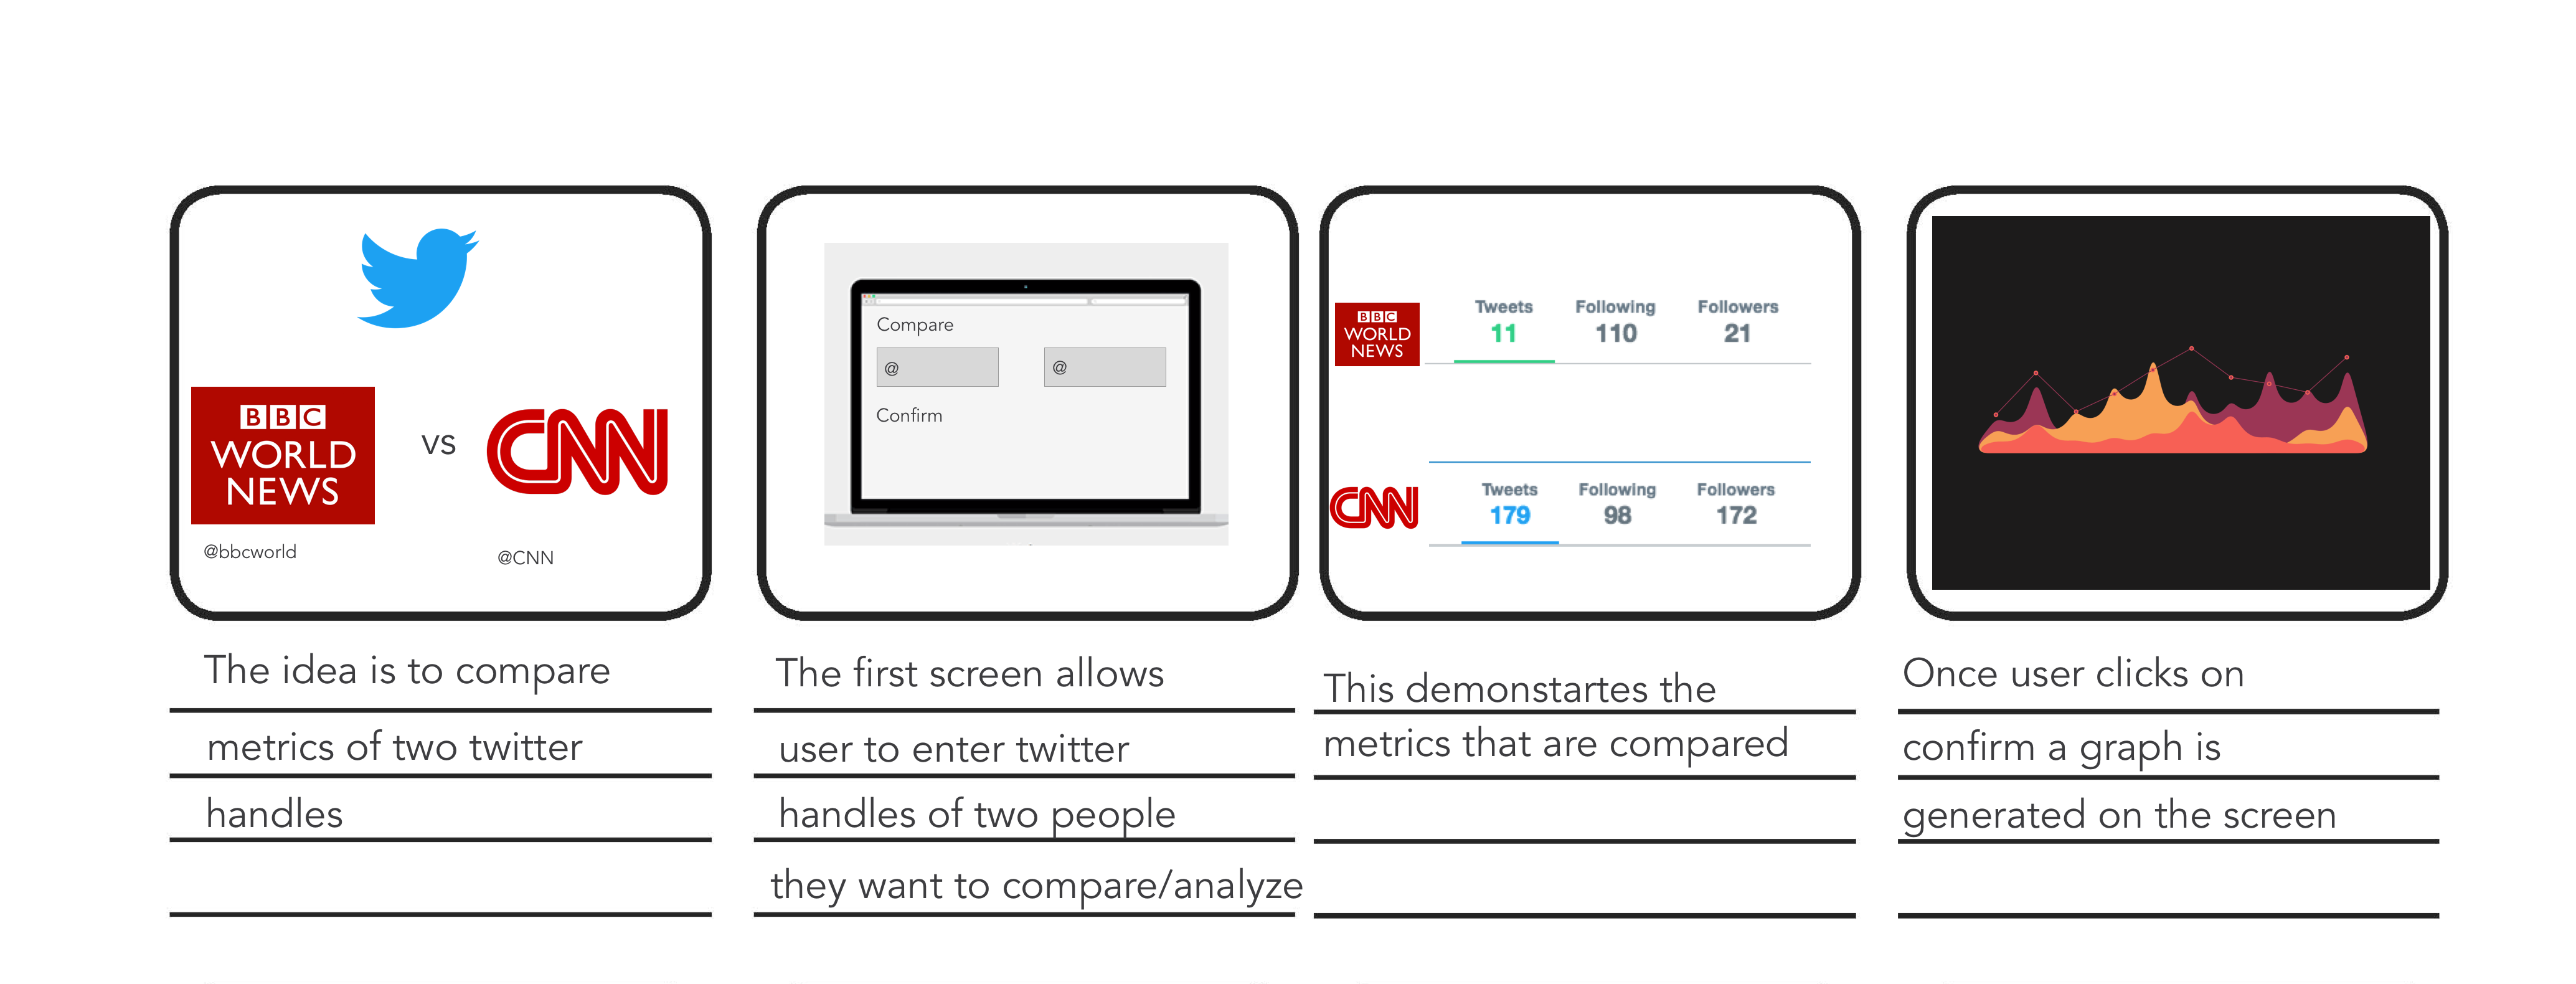 BBC
WORLD
NEWS
vs
CNN
@bbcworld
@CNN
The idea is to compare
metrics of two twitter
handles
Compare
@ @
Confirm
The first screen allows
user to enter twitter
handles of two people
they want to compare/analyze
BBC
WORLD
NEWS
Tweets Following Followers
11 110 21
CNN
Tweets Following Followers
179 98 172
This demonstartes the
metrics that are compared
Once user clicks on
confirm a graph is
generated on the screen